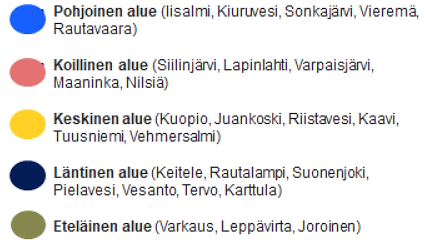 Pohjoinen alue (Iisalmi, Kiuruvesi, Sonkajärvi, Vieremä,
Rautavaara)
Koillinen alue (Siilinjärvi, Lapinlahti, Varpaisjärvi,
Maaninka, Nilsiä)
Keskinen alue (Kuopio, Juankoski, Riistavesi, Kaavi,
Tuusniemi, Vehmersalmi)
Läntinen alue (Keitele, Rautalampi, Suonenjoki,
Pielavesi, Vesanto, Tervo, Karttula)
Eteläinen alue (Varkaus, Leppävirta, Joroinen)